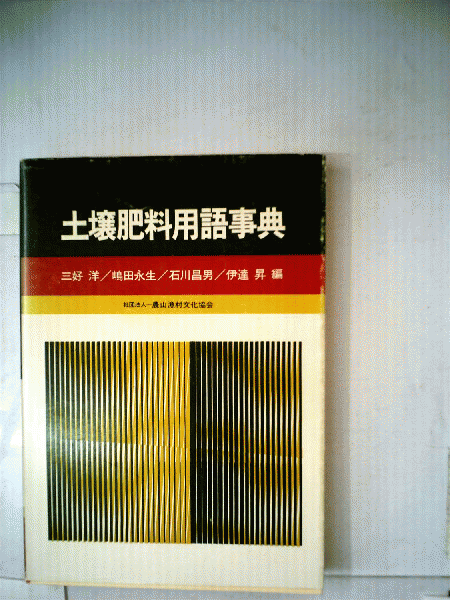 土壌肥料用語事典
三好 洋／嶋田永生／石川昌男／伊達 昇 編
社団法人―農山漁村文化協会